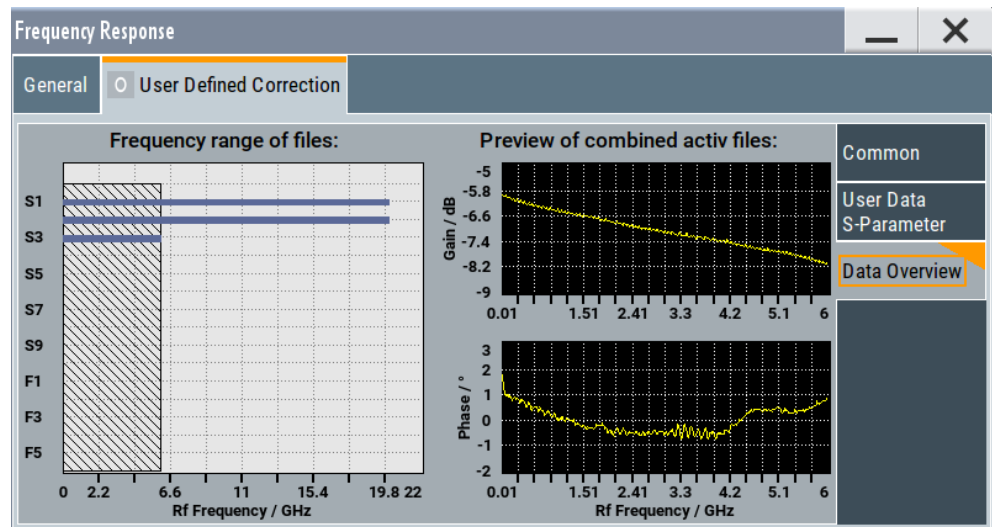 Frequency Response
General
O User Defined Correction
Frequency range of files:
S1
S3
S5
S7
S9
F1
F3
F5
0 2.2 6.6 11 15.4 19.8 22
Rf Frequency / GHz
Preview of combined activ files:
Gain / dB
-5
-5.8
-6.6
-7.4
-8.2
-9
0.01 1.51 2.41 3.3 4.2 5.1 6
Phase / °
3
2
1
0
-1
-2
0.01 1.51 2.41 3.3 4.2 5.1 6
Rf Frequency / GHz
Common
User Data
S-Parameter
Data Overview